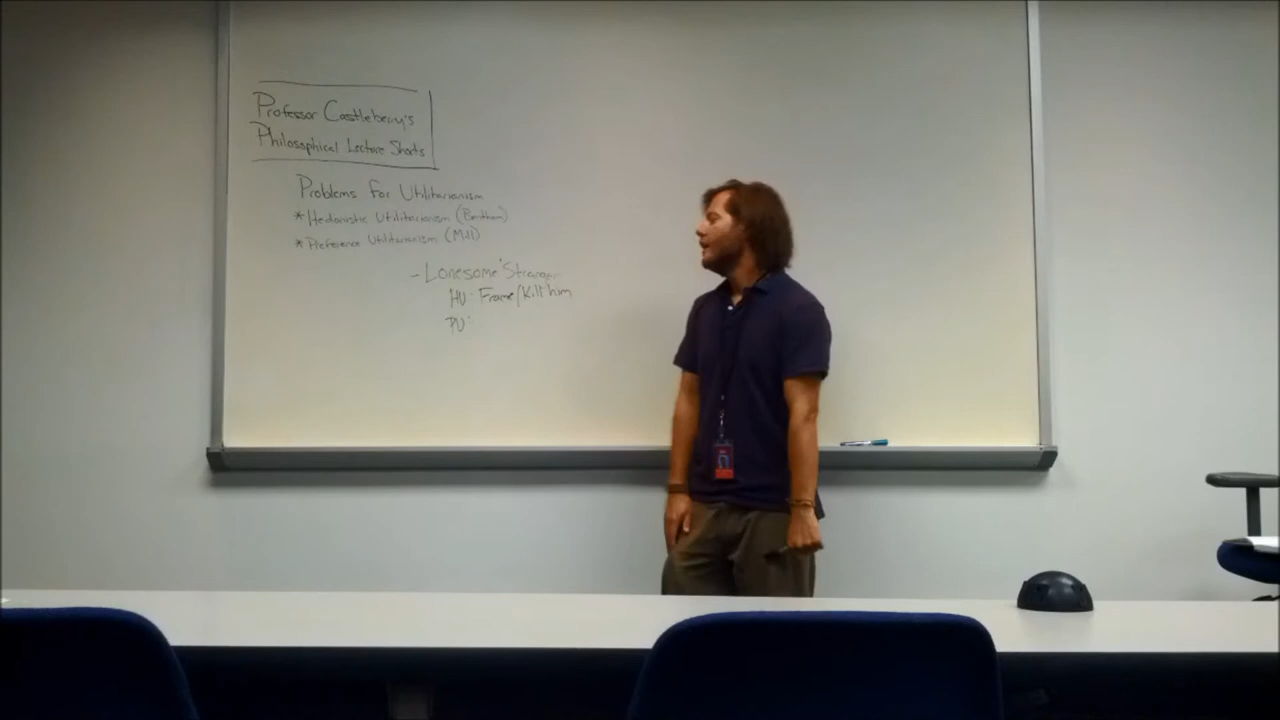 Professor Castleberry's
Philosophical Lecture Shorts
Problems for Utilitarianism
* Hedonistic Utilitarianism (Bentham)
* Preference Utilitarianism (Mill)
- Lonesome Stranger
HU: Frame/Kill him
PU: